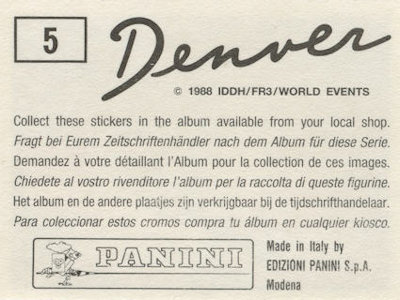 5
Denver
© 1988 IDDH/FR3/WORLD EVENTS
Collect these stickers in the album available from your local shop.
Fragt bei Eurem Zeitschriftenhändler nach dem Album für diese Serie.
Demandez à votre détaillant l'Album pour la collection de ces images.
Chiedete al vostro rivenditore l'album per la raccolta di queste figurine.
Het album en de andere plaatjes zijn verkrijgbaar bij de tijdschrifthandelaar.
Para coleccionar estos cromos compra tu álbum en cualquier kiosco.
PANINI
Made in Italy by
EDIZIONI PANINI S.p.A.
Modena